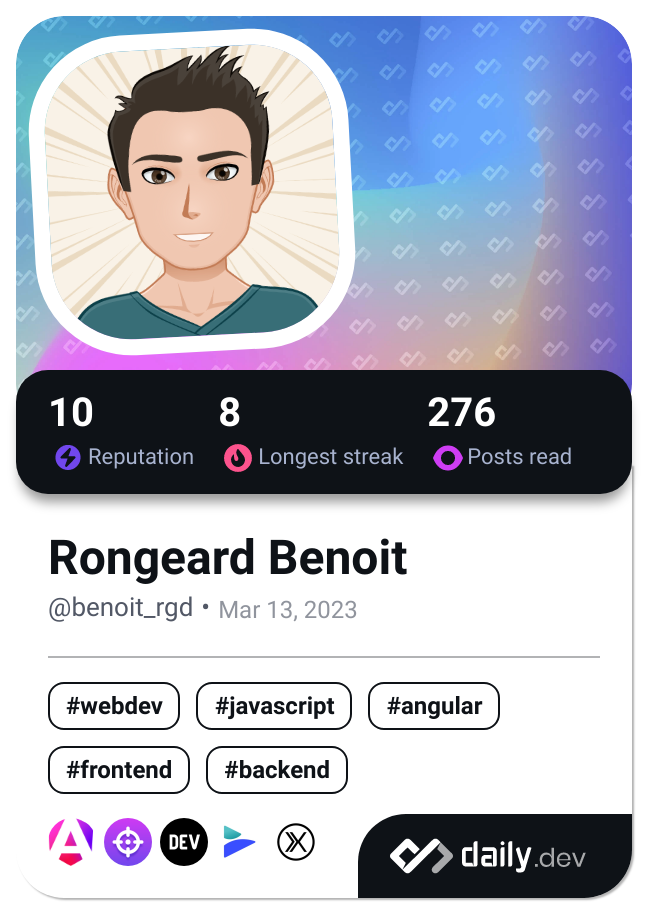 10 8 276
Reputation Longest streak Posts read
Rongeard Benoit
@benoit_rgd • Mar 13, 2023
#webdev #javascript #angular
#frontend #backend
DEV
daily.dev